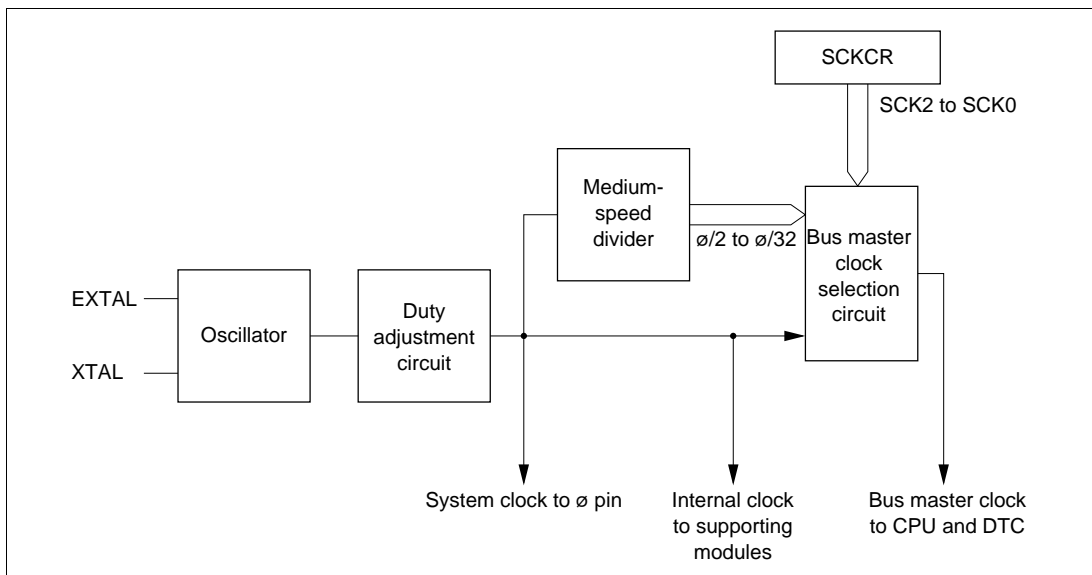 SCKCR
SCK2 to SCK0
Medium-
speed
divider
ø/2 to ø/32
Bus master
clock
selection
circuit
EXTAL
XTAL
Oscillator
Duty
adjustment
circuit
System clock to ø pin
Internal clock
to supporting
modules
Bus master clock
to CPU and DTC